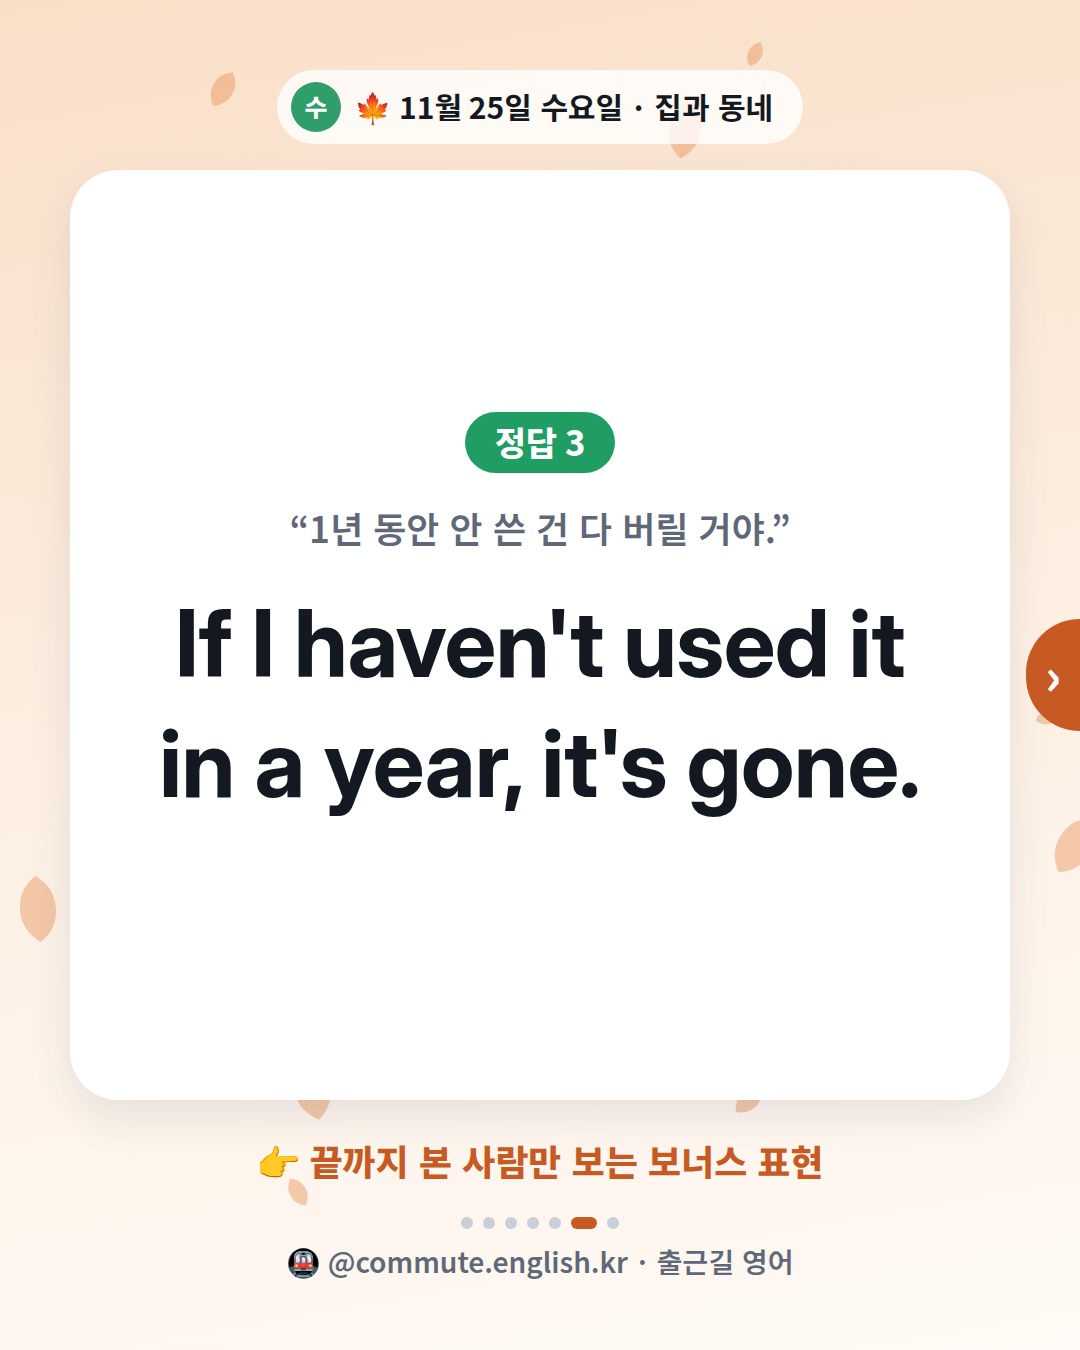 수 🍁 11월 25일 수요일 · 집과 동네
정답 3
“1년 동안 안 쓴 건 다 버릴 거야.”
If I haven't used it
in a year, it's gone.
›
👉 끝까지 본 사람만 보는 보너스 표현
🚇 @commute.english.kr · 출근길 영어